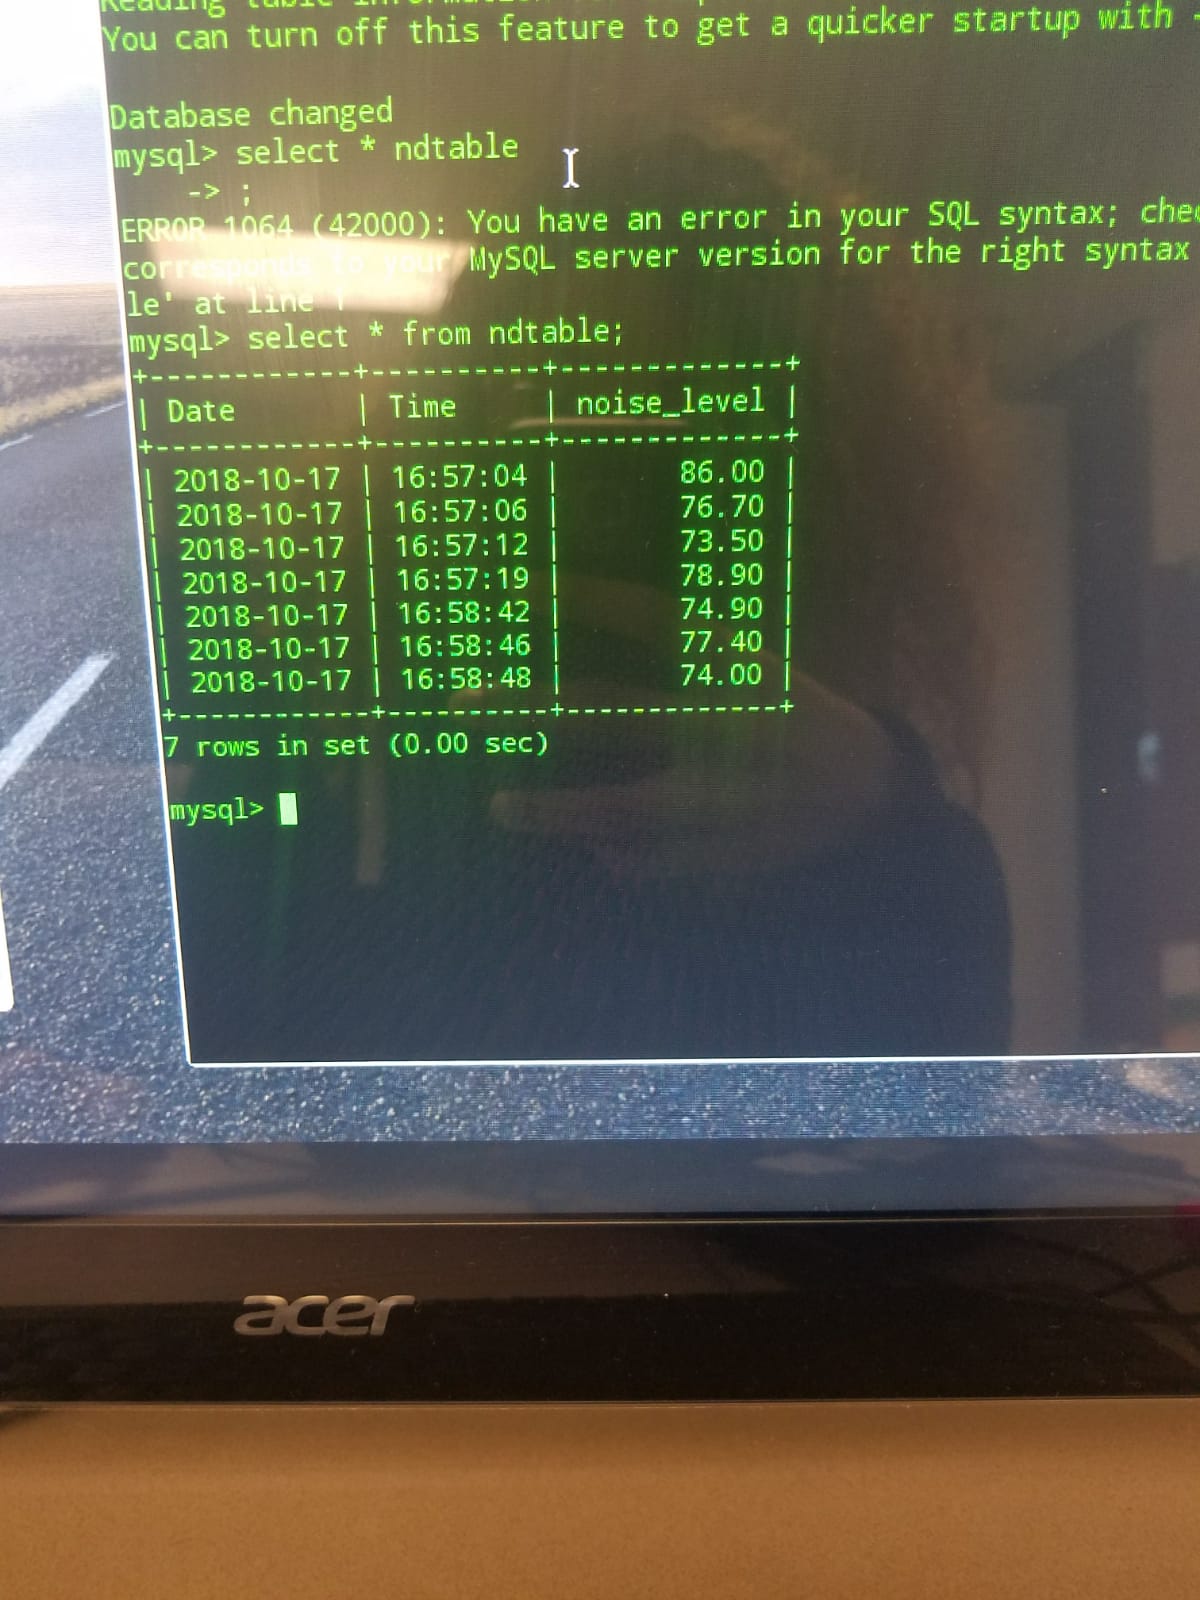 Reading table information
You can turn off this feature to get a quicker startup with
Database changed
mysql> select * ndtable
    -> ;
ERROR 1064 (42000): You have an error in your SQL syntax;
corresponds to your MySQL server version for the right syntax
le' at line 1
mysql> select * from ndtable;
+------------+----------+-------------+
| Date       | Time     | noise_level |
+------------+----------+-------------+
| 2018-10-17 | 16:57:04 |       86.00 |
| 2018-10-17 | 16:57:06 |       76.70 |
| 2018-10-17 | 16:57:12 |       73.50 |
| 2018-10-17 | 16:57:19 |       78.90 |
| 2018-10-17 | 16:58:42 |       74.90 |
| 2018-10-17 | 16:58:46 |       77.40 |
| 2018-10-17 | 16:58:48 |       74.00 |
+------------+----------+-------------+
7 rows in set (0.00 sec)
mysql>
acer